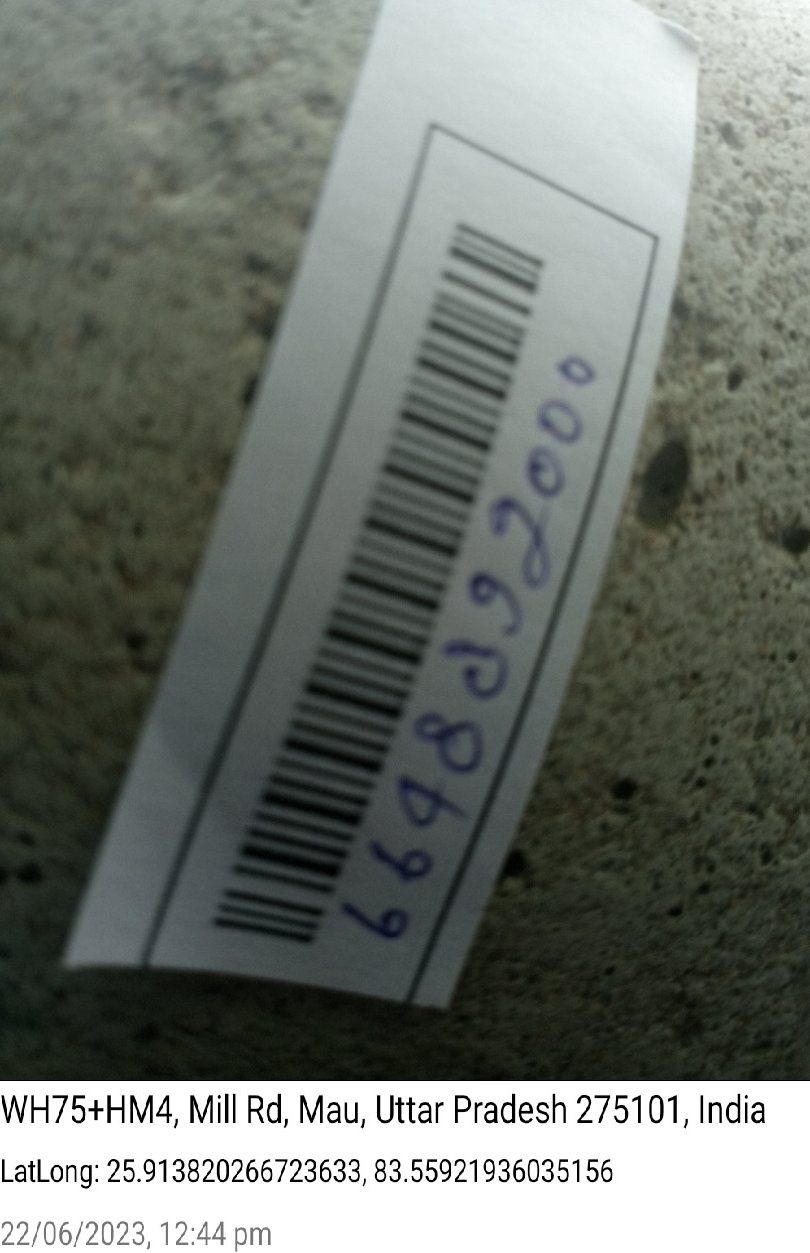 WH75+HM4, Mill Rd, Mau, Uttar Pradesh 275101, India
LatLong: 25.913820266723633, 83.55921936035156
22/06/2023, 12:44 pm